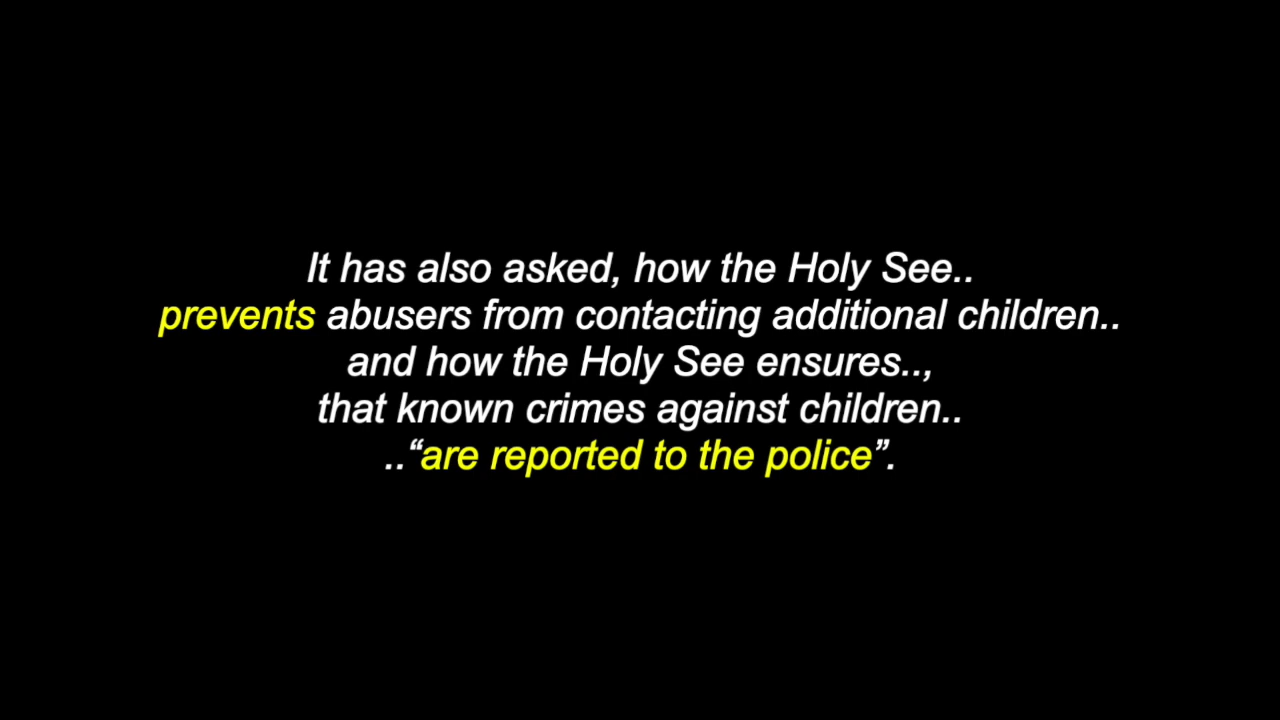 It has also asked, how the Holy See..
prevents abusers from contacting additional children..
and how the Holy See ensures..,
that known crimes against children..
..“are reported to the police”.